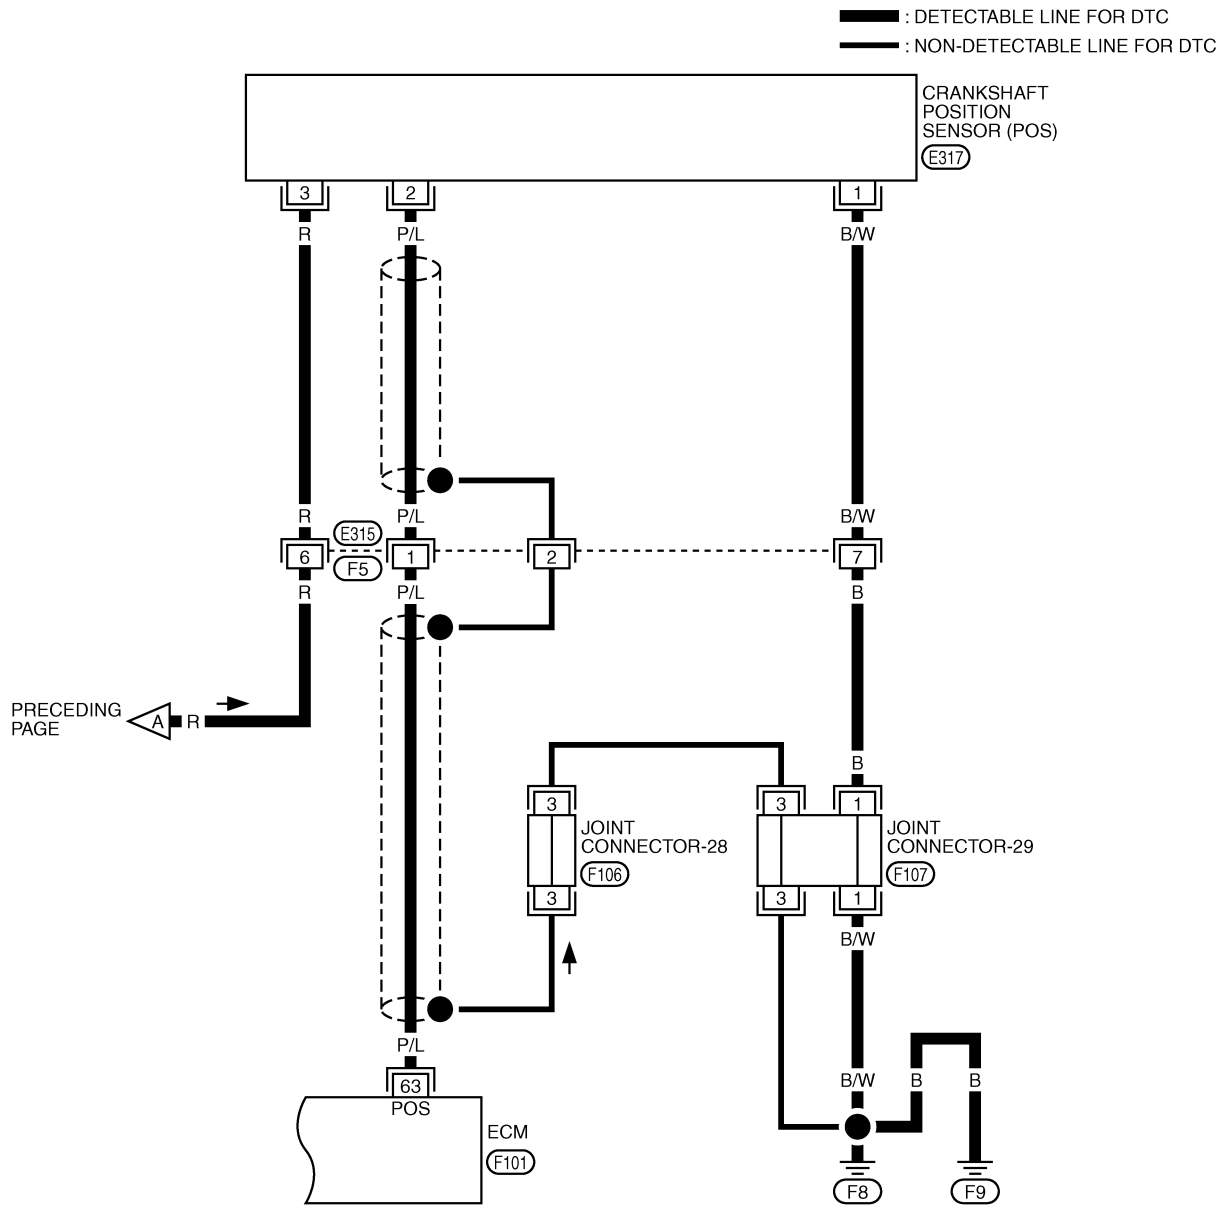 : DETECTABLE LINE FOR DTC
: NON-DETECTABLE LINE FOR DTC
CRANKSHAFT
POSITION
SENSOR (POS)
E317
3 2 1
R P/L B/W
R P/L B/W
E315
6 1 2 7
F5
R P/L B
PRECEDING
PAGE
A R
B
3 3 1
JOINT
CONNECTOR-28
F106
JOINT
CONNECTOR-29
F107
3 3 1
B/W
P/L
B/W B B
63
POS
ECM
F101
F8 F9